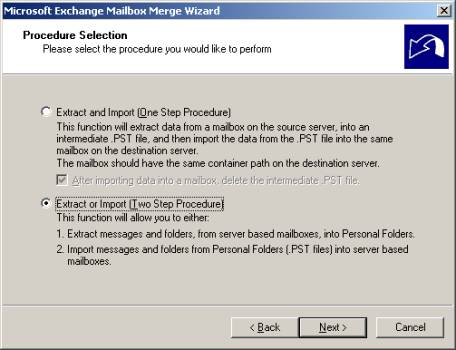 Microsoft Exchange Mailbox Merge Wizard
Procedure Selection
Please select the procedure you would like to perform
Extract and Import (One Step Procedure)
This function will extract data from a mailbox on the source server, into an
intermediate .PST file, and then import the data from the .PST file into the same
mailbox on the destination server.
The mailbox should have the same container path on the destination server.
After importing data into a mailbox, delete the intermediate .PST file.
Extract or Import (Two Step Procedure)
This function will allow you to either:
1. Extract messages and folders, from server based mailboxes, into Personal Folders.
2. Import messages and folders from Personal Folders (.PST files) into server based
mailboxes.
< Back
Next >
Cancel